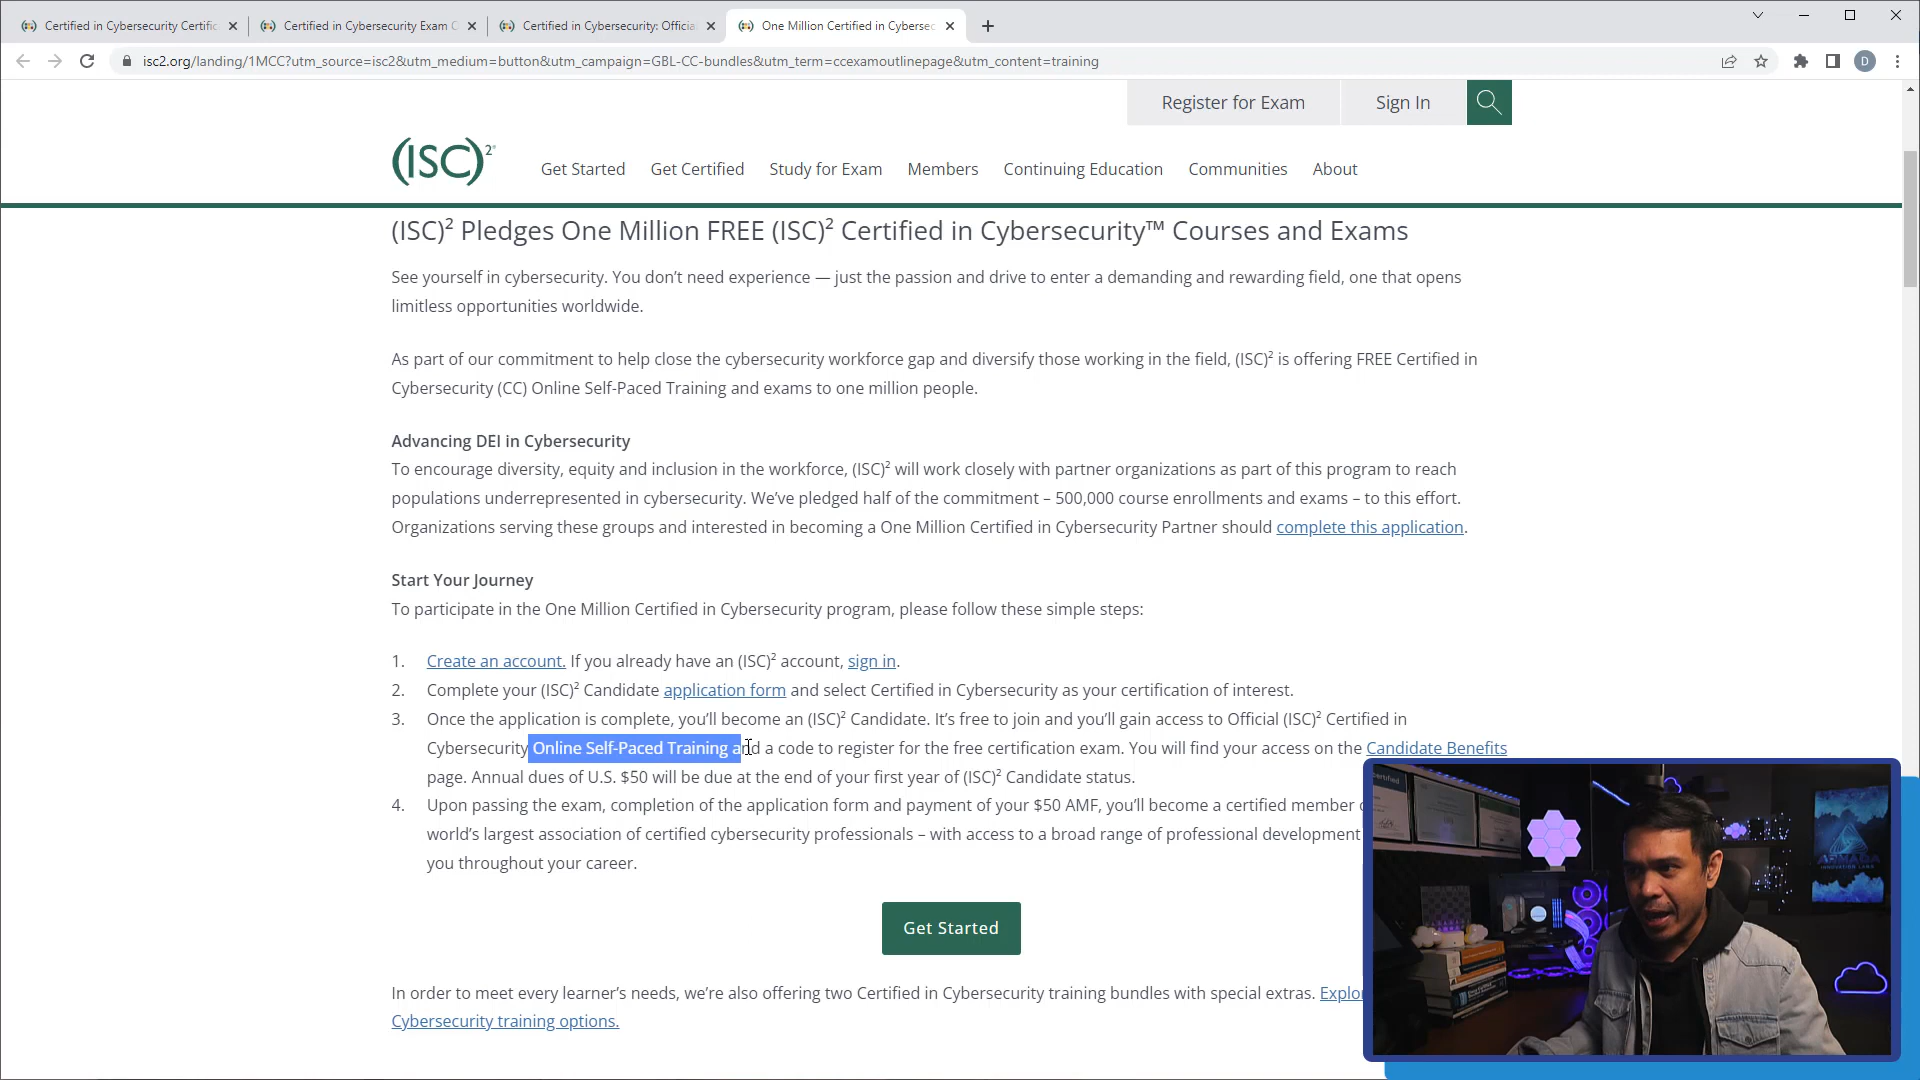 Certified in Cybersecurity Certific
Certified in Cybersecurity Exam O
Certified in Cybersecurity: Official
One Million Certified in Cybersec
isc2.org/landing/1MCC?utm_source=isc2&utm_medium=button&utm_campaign=GBL-CC-bundles&utm_term=ccexamoutlinepage&utm_content=training
D
Register for Exam Sign In
(ISC)²® Get Started Get Certified Study for Exam Members Continuing Education Communities About
(ISC)² Pledges One Million FREE (ISC)² Certified in Cybersecurity™ Courses and Exams
See yourself in cybersecurity. You don’t need experience — just the passion and drive to enter a demanding and rewarding field, one that opens
limitless opportunities worldwide.
As part of our commitment to help close the cybersecurity workforce gap and diversify those working in the field, (ISC)² is offering FREE Certified in
Cybersecurity (CC) Online Self-Paced Training and exams to one million people.
Advancing DEI in Cybersecurity
To encourage diversity, equity and inclusion in the workforce, (ISC)² will work closely with partner organizations as part of this program to reach
populations underrepresented in cybersecurity. We’ve pledged half of the commitment – 500,000 course enrollments and exams – to this effort.
Organizations serving these groups and interested in becoming a One Million Certified in Cybersecurity Partner should complete this application.
Start Your Journey
To participate in the One Million Certified in Cybersecurity program, please follow these simple steps:
1. Create an account. If you already have an (ISC)² account, sign in.
2. Complete your (ISC)² Candidate application form and select Certified in Cybersecurity as your certification of interest.
3. Once the application is complete, you’ll become an (ISC)² Candidate. It’s free to join and you’ll gain access to Official (ISC)² Certified in
Cybersecurity Online Self-Paced Training and a code to register for the free certification exam. You will find your access on the Candidate Benefits
page. Annual dues of U.S. $50 will be due at the end of your first year of (ISC)² Candidate status.
4. Upon passing the exam, completion of the application form and payment of your $50 AMF, you’ll become a certified member
world’s largest association of certified cybersecurity professionals – with access to a broad range of professional development
you throughout your career.
Get Started
In order to meet every learner’s needs, we’re also offering two Certified in Cybersecurity training bundles with special extras. Explor
Cybersecurity training options.
ARMADA
INNOVATION LABS